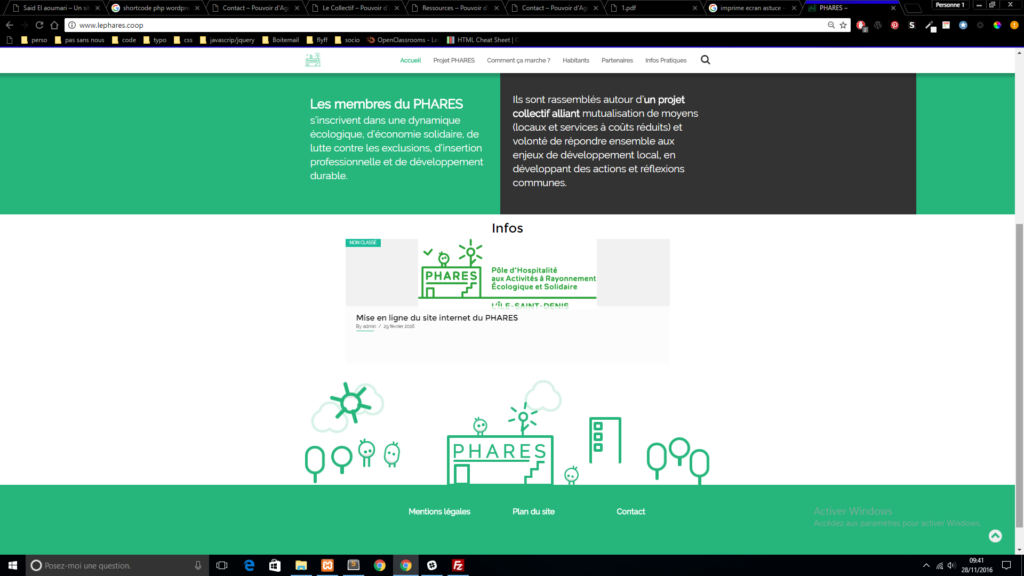 Said El aoumari – Un si
shortcode php wordpr
Contact – Pouvoir d'Ag
Le Collectif – Pouvoir d
Ressources – Pouvoir d'
Contact – Pouvoir d'Ag
1.pdf
imprime ecran astuce -
PHARES –
Personne 1
www.lephares.coop
perso
pas sans nous
code
typo
css
javascrip/jquery
Boitemail
flyff
socio
OpenClassrooms - Le
HTML Cheat Sheet | C
Accueil
Projet PHARES
Comment ça marche ?
Habitants
Partenaires
Infos Pratiques
Les membres du PHARES
s'inscrivent dans une dynamique
écologique, d'économie solidaire, de
lutte contre les exclusions, d'insertion
professionnelle et de développement
durable.
Ils sont rassemblés autour d'un projet
collectif alliant mutualisation de moyens
(locaux et services à coûts réduits) et
volonté de répondre ensemble aux
enjeux de développement local, en
développant des actions et réflexions
communes.
Infos
NON CLASSÉ
PHARES
Pôle d'Hospitalité
aux Activités à Rayonnement
Écologique et Solidaire
L'ÎLE-SAINT-DENIS
Mise en ligne du site internet du PHARES
By admin / 29 février 2016
PHARES
Mentions légales
Plan du site
Contact
Activer Windows
Accédez aux paramètres pour activer Windows.
Posez-moi une question.
09:41
28/11/2016